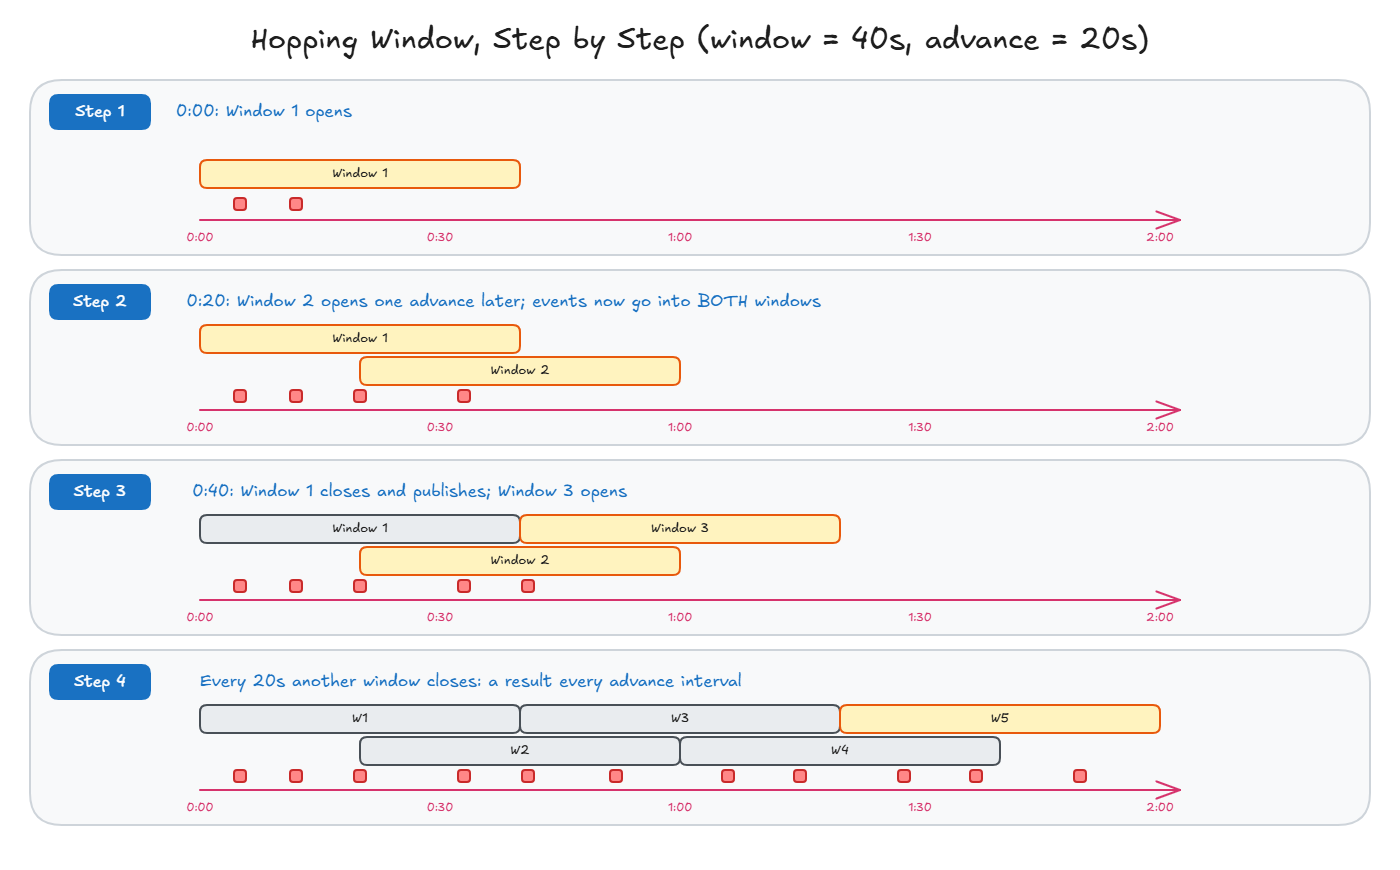 Hopping Window, Step by Step (window = 40s, advance = 20s)
Step 1
0:00: Window 1 opens
Window 1
0:00 0:30 1:00 1:30 2:00
Step 2
0:20: Window 2 opens one advance later; events now go into BOTH windows
Window 1
Window 2
0:00 0:30 1:00 1:30 2:00
Step 3
0:40: Window 1 closes and publishes; Window 3 opens
Window 1 Window 3
Window 2
0:00 0:30 1:00 1:30 2:00
Step 4
Every 20s another window closes: a result every advance interval
W1 W3 W5
W2 W4
0:00 0:30 1:00 1:30 2:00